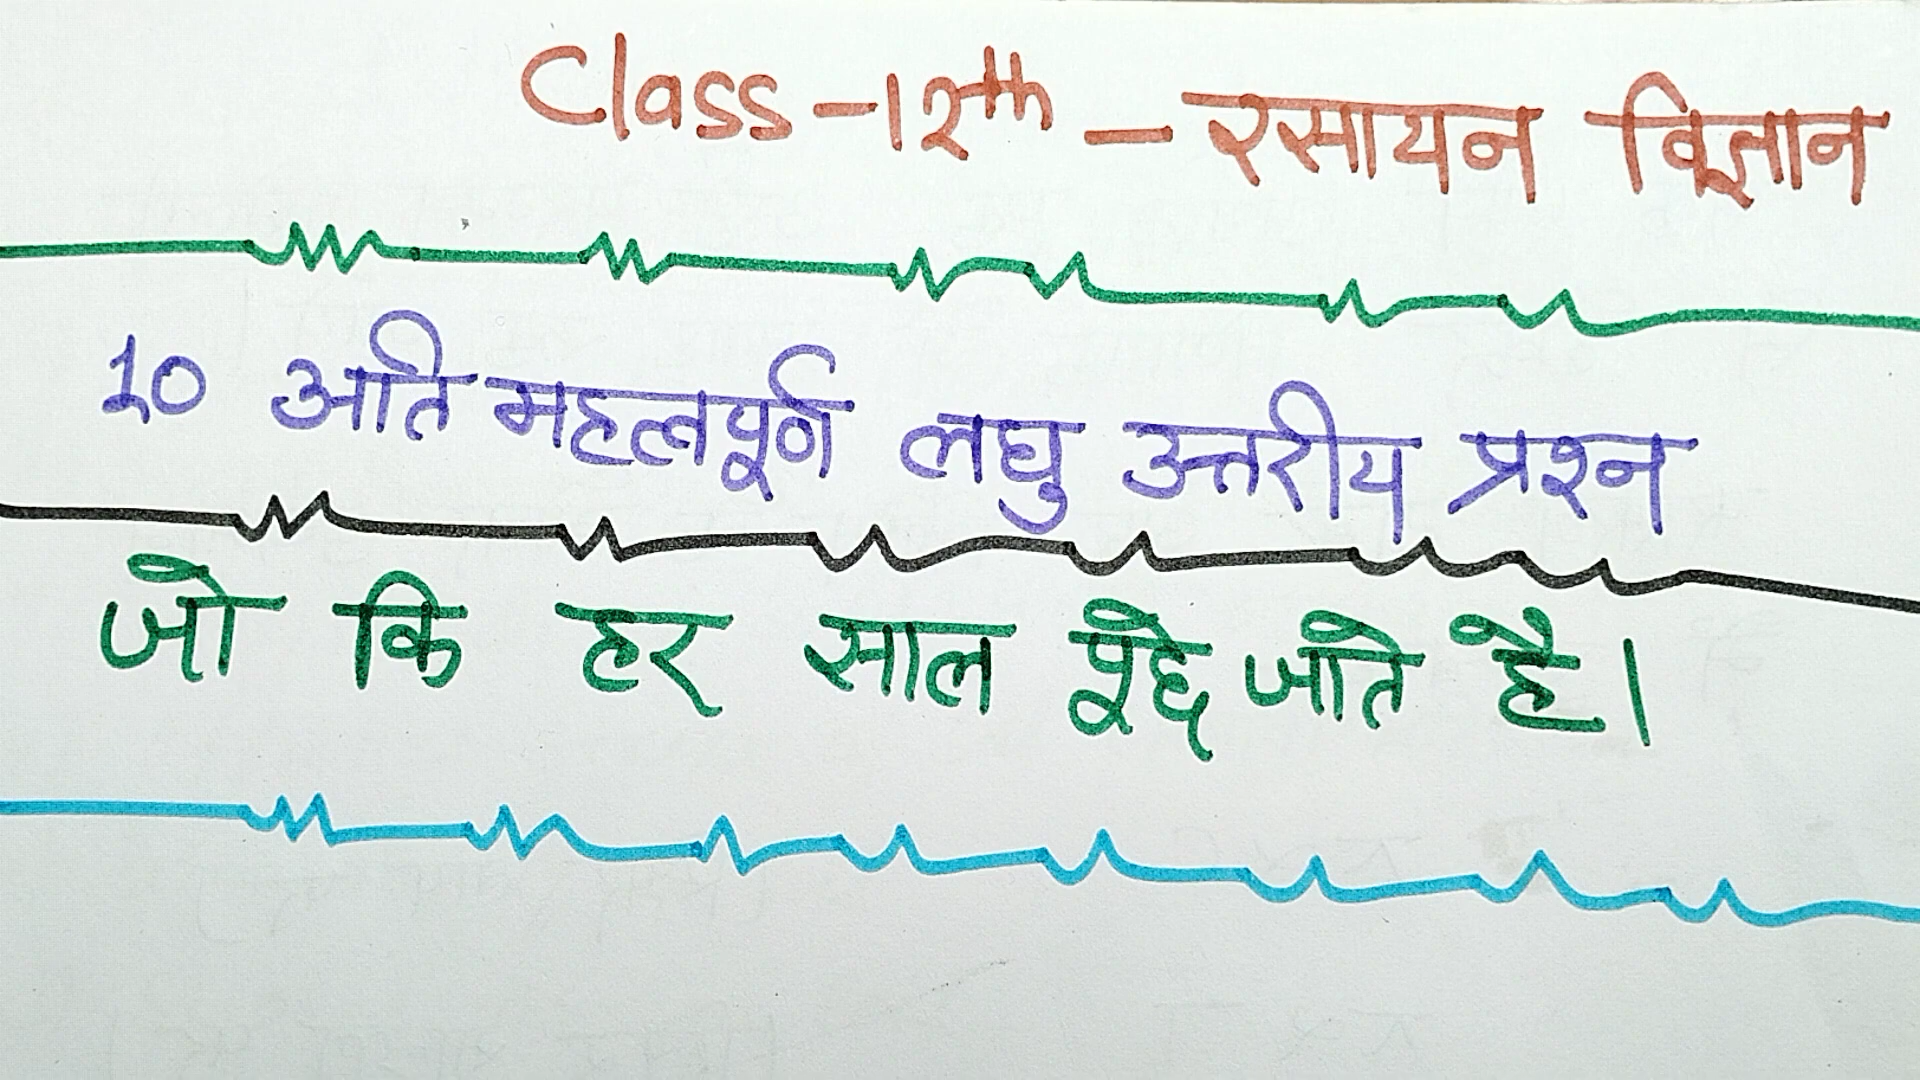 Class - 12th - रसायन विज्ञान
10 अति महत्वपूर्ण लघु उत्तरीय प्रश्न
जो कि हर साल पूछे जाते है।